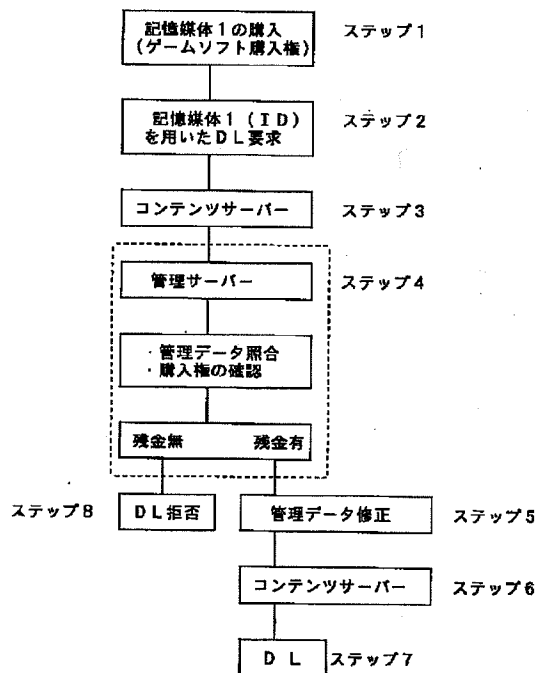 記憶媒体1の購入
(ゲームソフト購入権)
ステップ1
記憶媒体1(ID)
を用いたDL要求
ステップ2
コンテンツサーバー
ステップ3
管理サーバー
ステップ4
・管理データ照合
・購入権の確認
残金無 残金有
ステップ8
DL拒否
管理データ修正
ステップ5
コンテンツサーバー
ステップ6
DL
ステップ7